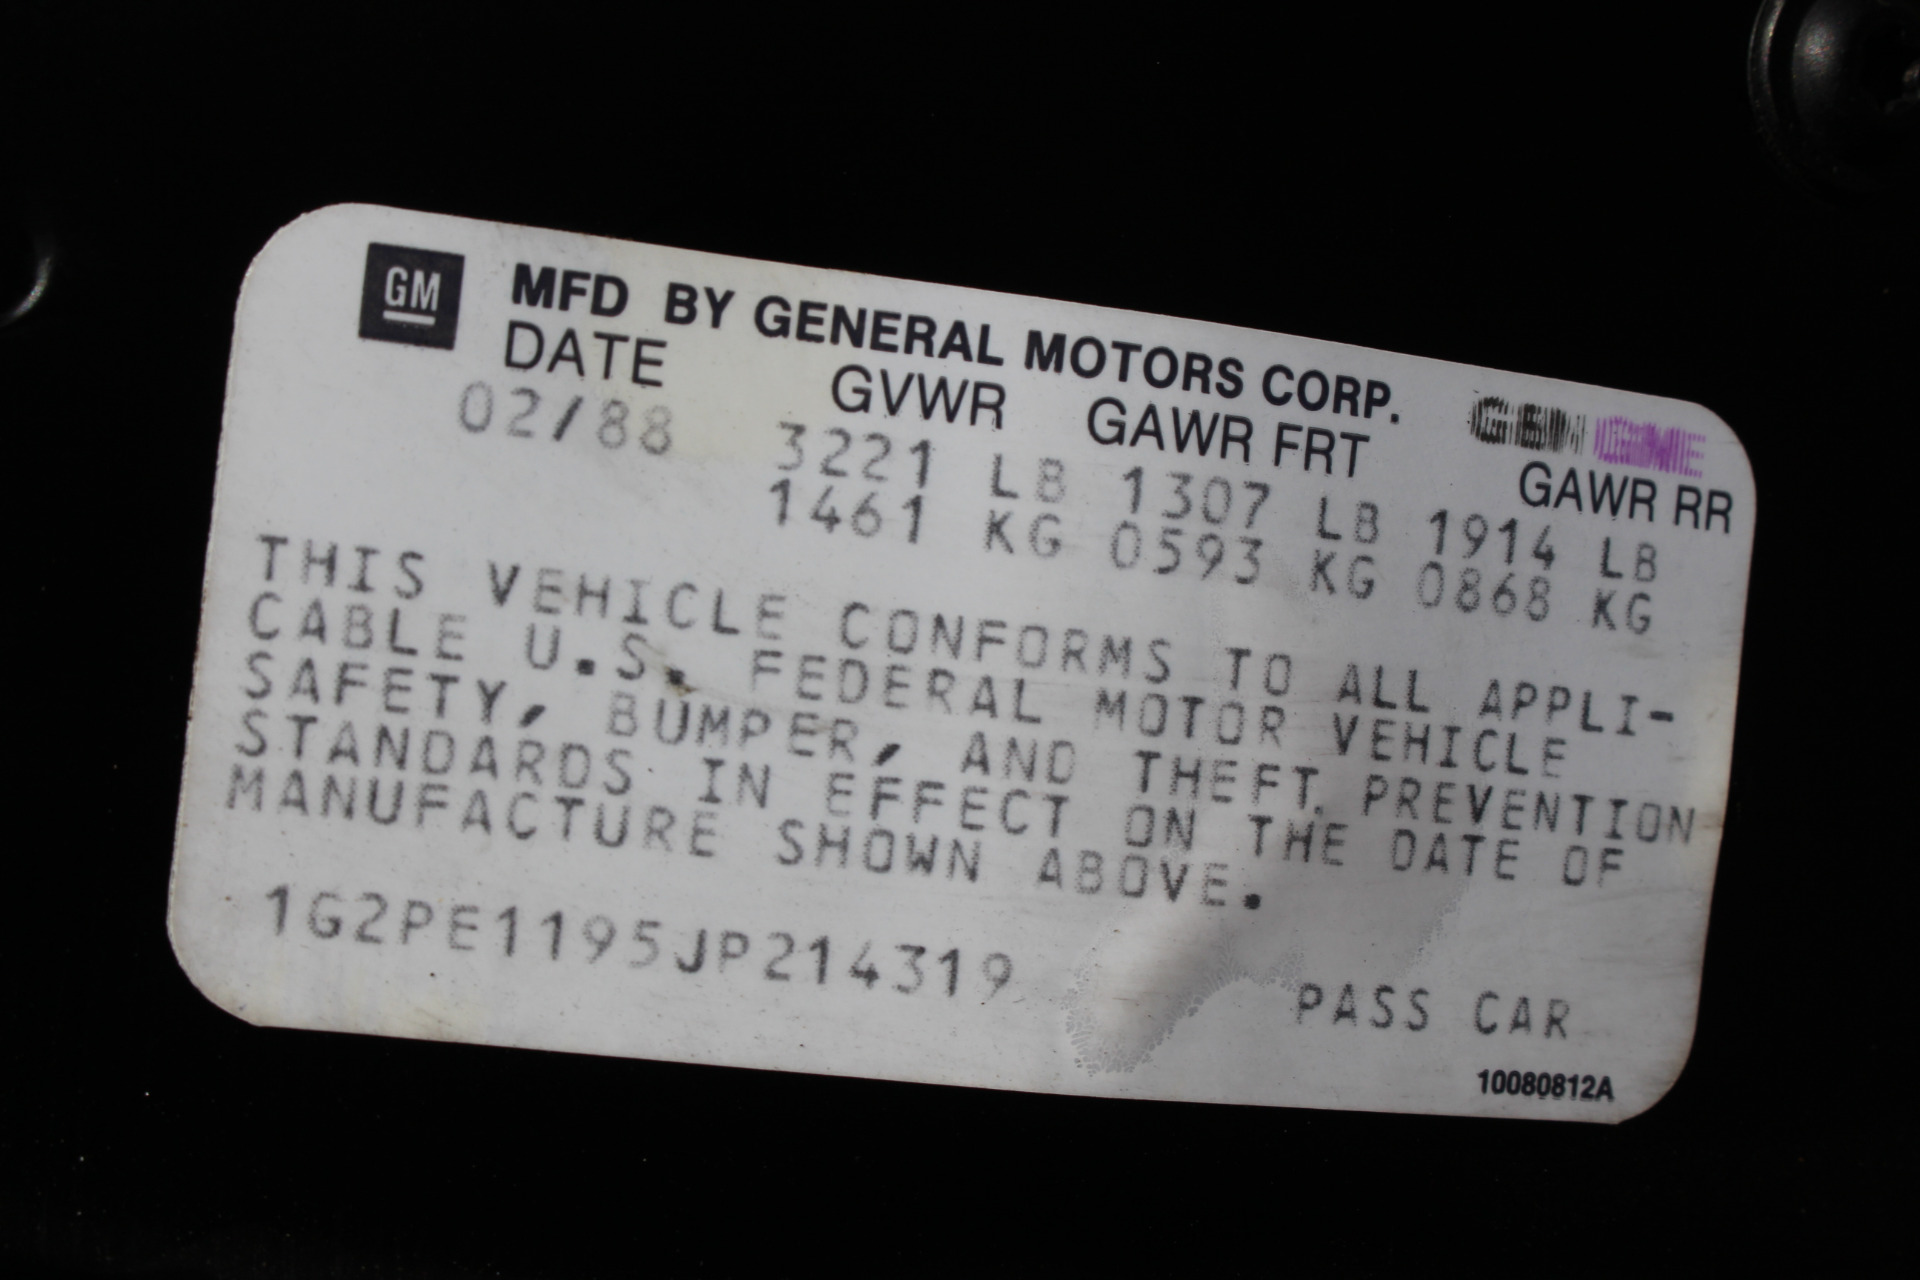 GM MFD BY GENERAL MOTORS CORP.
DATE GVWR GAWR FRT GAWR RR
02/88 3221 LB 1307 LB 1914 LB
1461 KG 0593 KG 0868 KG
THIS VEHICLE CONFORMS TO ALL APPLI-
CABLE U.S. FEDERAL MOTOR VEHICLE
SAFETY, BUMPER, AND THEFT PREVENTION
STANDARDS IN EFFECT ON THE DATE OF
MANUFACTURE SHOWN ABOVE.
1G2PE1195JP214319 PASS CAR
10080812A